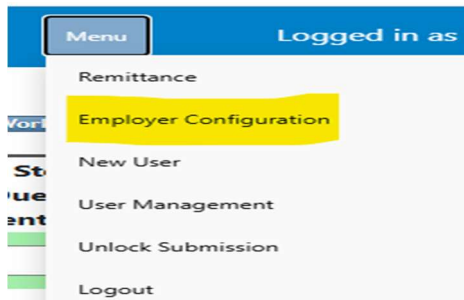 Menu
Logged in as
Remittance
Employer Configuration
New User
User Management
Unlock Submission
Logout